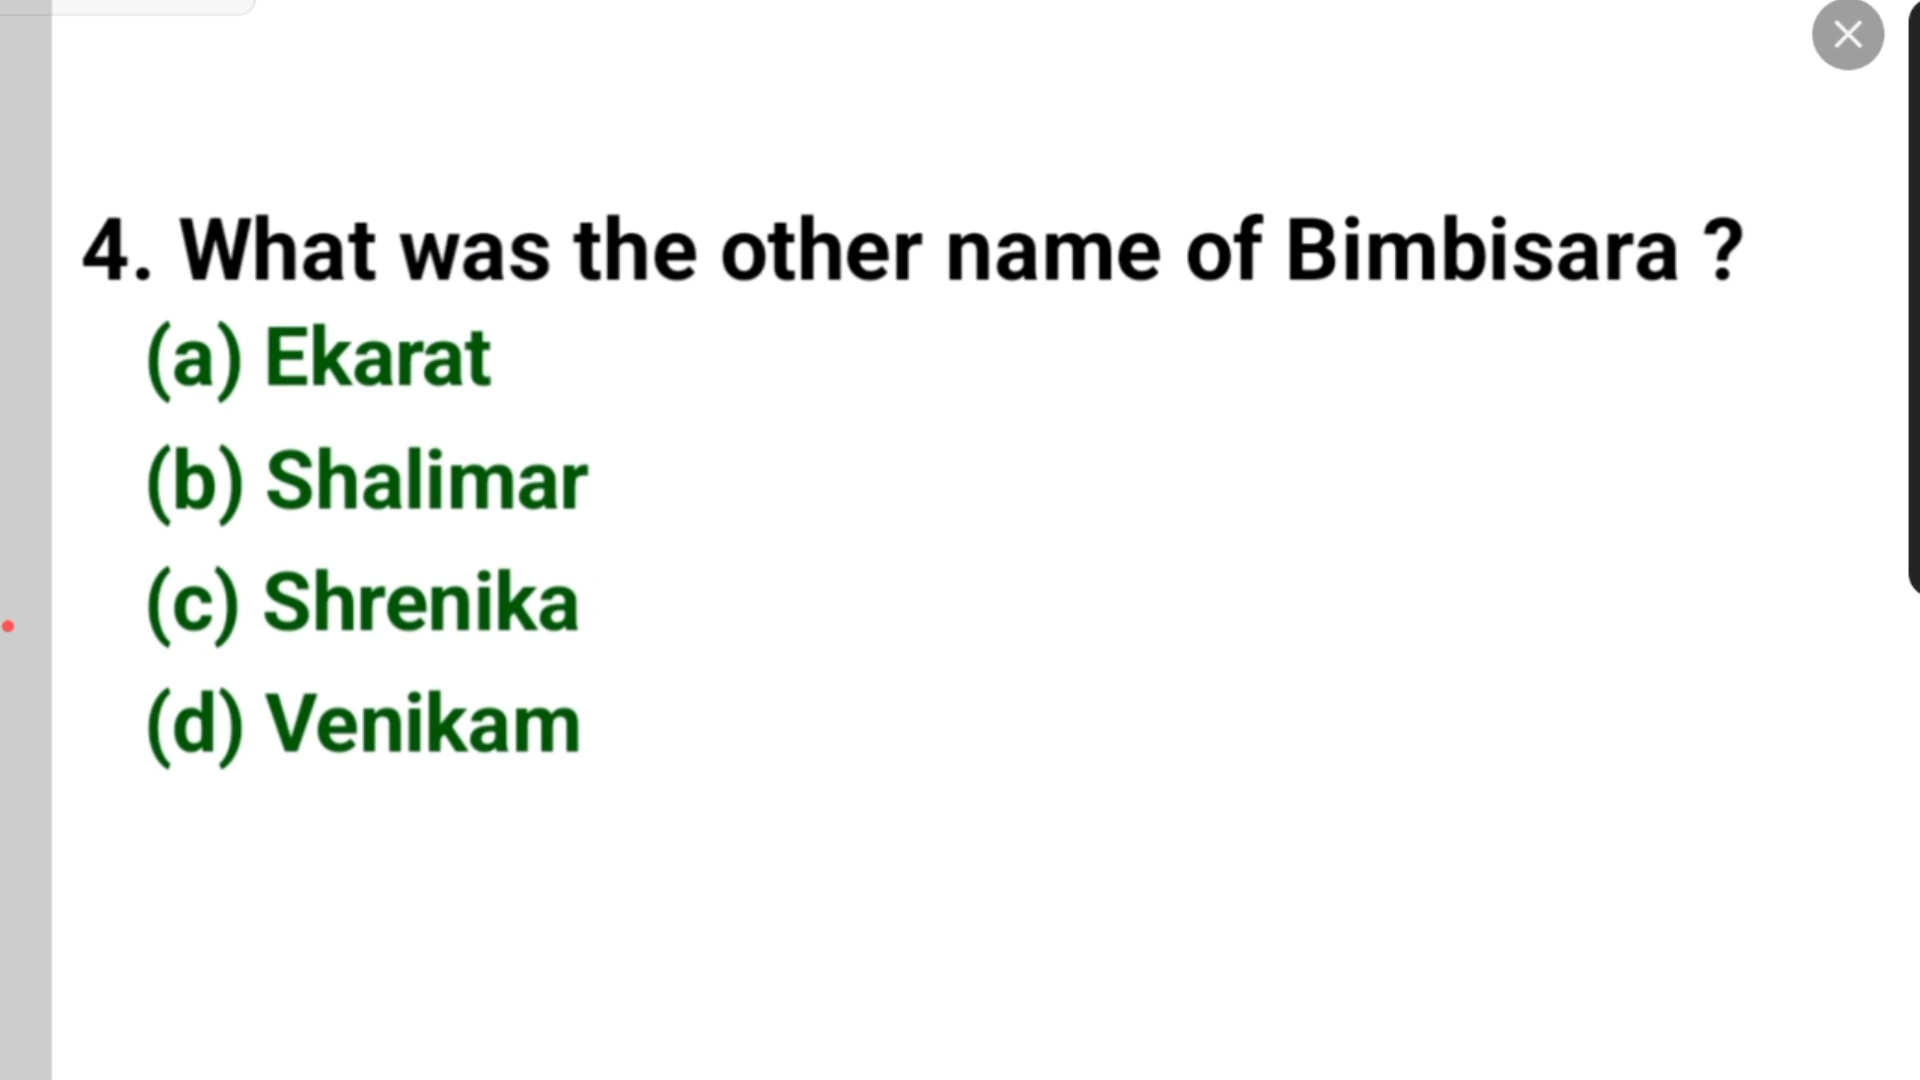 4. What was the other name of Bimbisara ?
(a) Ekarat
(b) Shalimar
(c) Shrenika
(d) Venikam